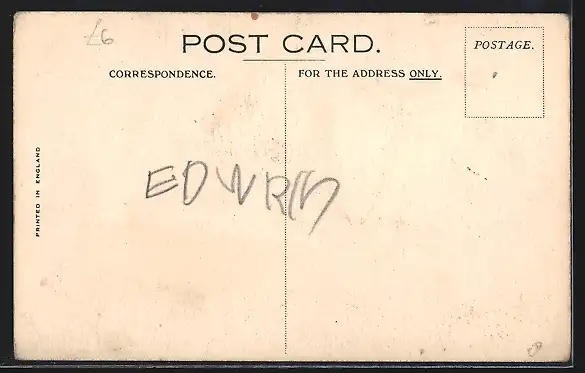 £6
POST CARD.
POSTAGE.
CORRESPONDENCE.
FOR THE ADDRESS ONLY.
PRINTED IN ENGLAND